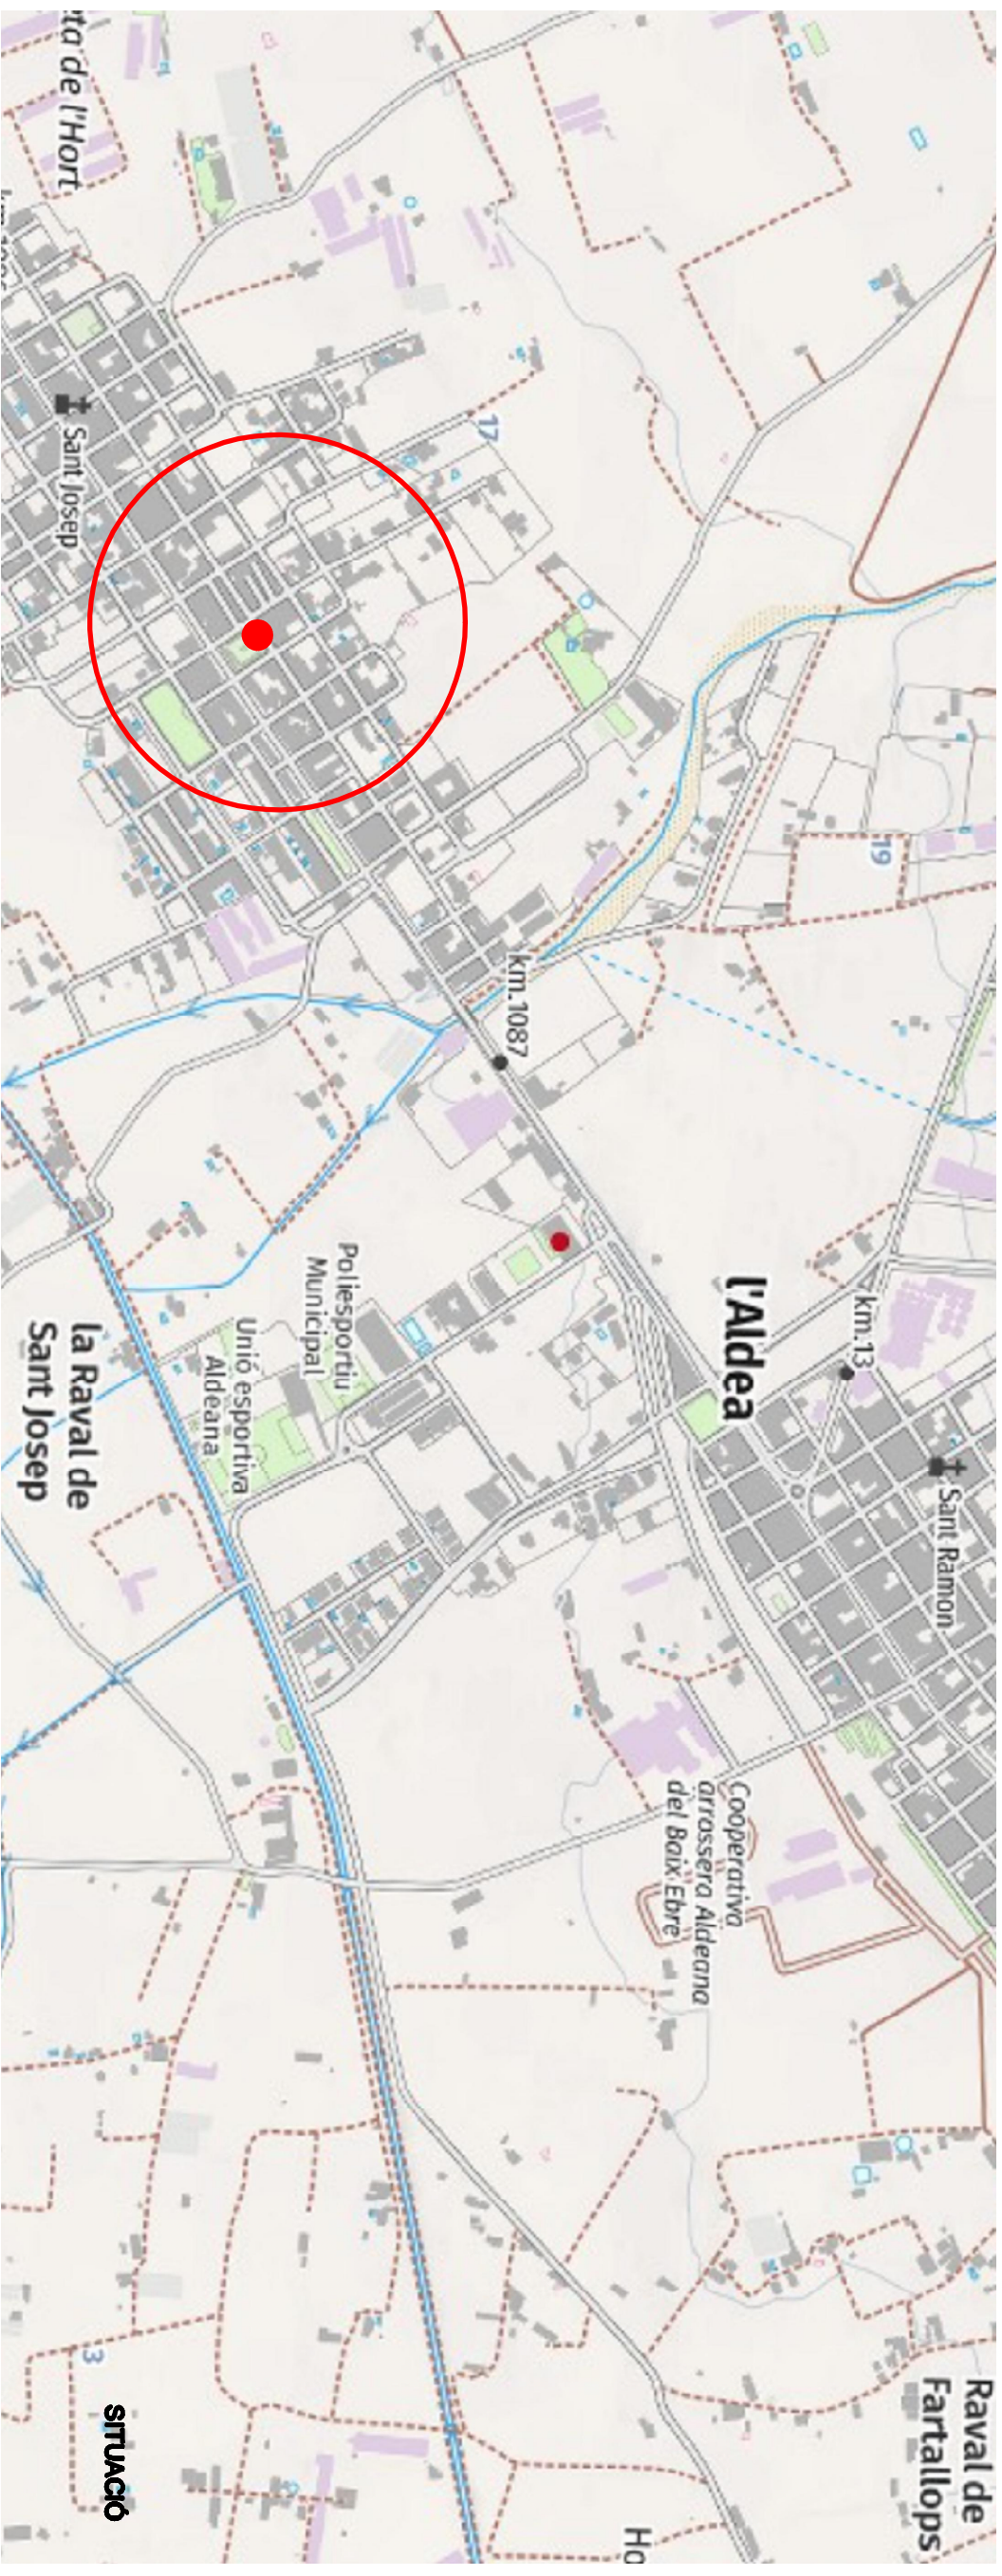 ta de l'Hort
Sant Josep
17
19
km.1087
l'Aldea
km.13
Sant Ramon
Poliesportiu
Municipal
Unió esportiva
Aldeana
la Raval de
Sant Josep
Cooperativa
arrossera Aldeana
del Baix Ebre
3
SITUACIÓ
Raval de
Fartallops
Ho